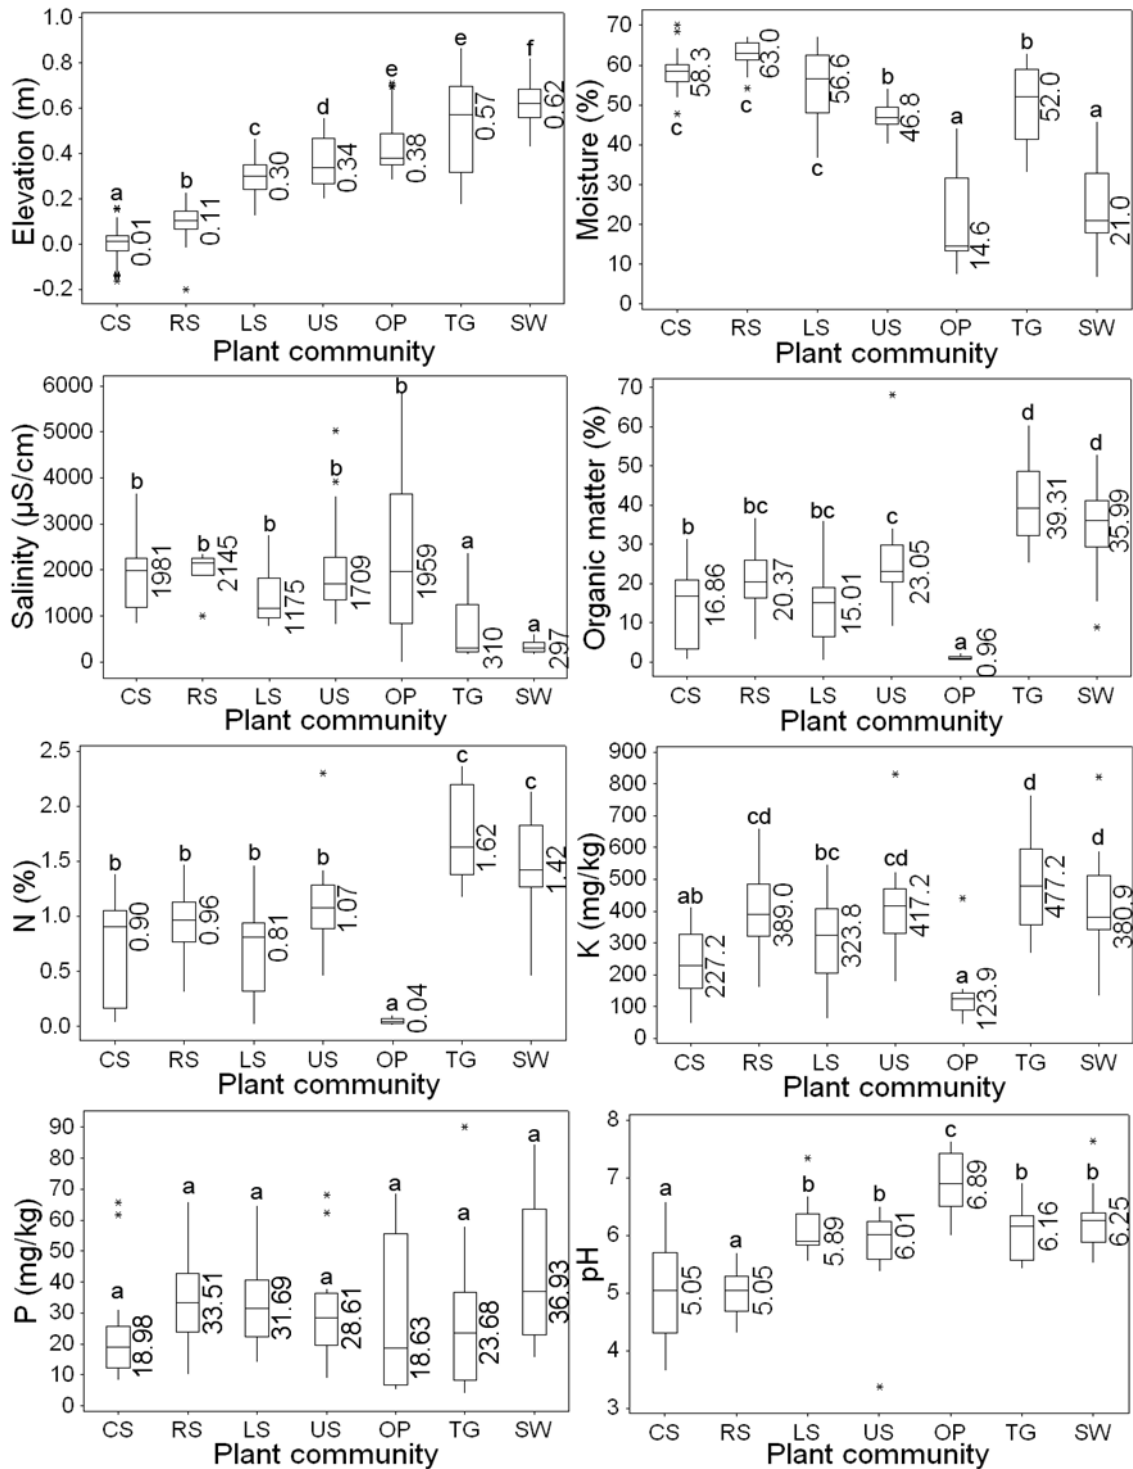 Elevation (m)
1.0
0.8
0.6
0.4
0.2
0.0
-0.2
a
b
c
d
e
e
f
0.01
0.11
0.30
0.34
0.38
0.57
0.62
CS RS LS US OP TG SW
Plant community
Moisture (%)
70
60
50
40
30
20
10
0
c
c
c
b
a
b
a
58.3
63.0
56.6
46.8
14.6
52.0
21.0
CS RS LS US OP TG SW
Plant community
Salinity (µS/cm)
6000
5000
4000
3000
2000
1000
0
b
b
b
b
b
a
a
1981
2145
1175
1709
1959
310
297
CS RS LS US OP TG SW
Plant community
Organic matter (%)
70
60
50
40
30
20
10
0
b
bc
bc
c
a
d
d
16.86
20.37
15.01
23.05
0.96
39.31
35.99
CS RS LS US OP TG SW
Plant community
N (%)
2.5
2.0
1.5
1.0
0.5
0.0
b
b
b
b
a
c
c
0.90
0.96
0.81
1.07
0.04
1.62
1.42
CS RS LS US OP TG SW
Plant community
K (mg/kg)
900
800
700
600
500
400
300
200
100
0
ab
cd
bc
cd
a
d
d
227.2
389.0
323.8
417.2
123.9
477.2
380.9
CS RS LS US OP TG SW
Plant community
P (mg/kg)
90
80
70
60
50
40
30
20
10
0
a
a
a
a
a
a
a
18.98
33.51
31.69
28.61
18.63
23.68
36.93
CS RS LS US OP TG SW
Plant community
pH
8
7
6
5
4
3
a
a
b
b
c
b
b
5.05
5.05
5.89
6.01
6.89
6.16
6.25
CS RS LS US OP TG SW
Plant community